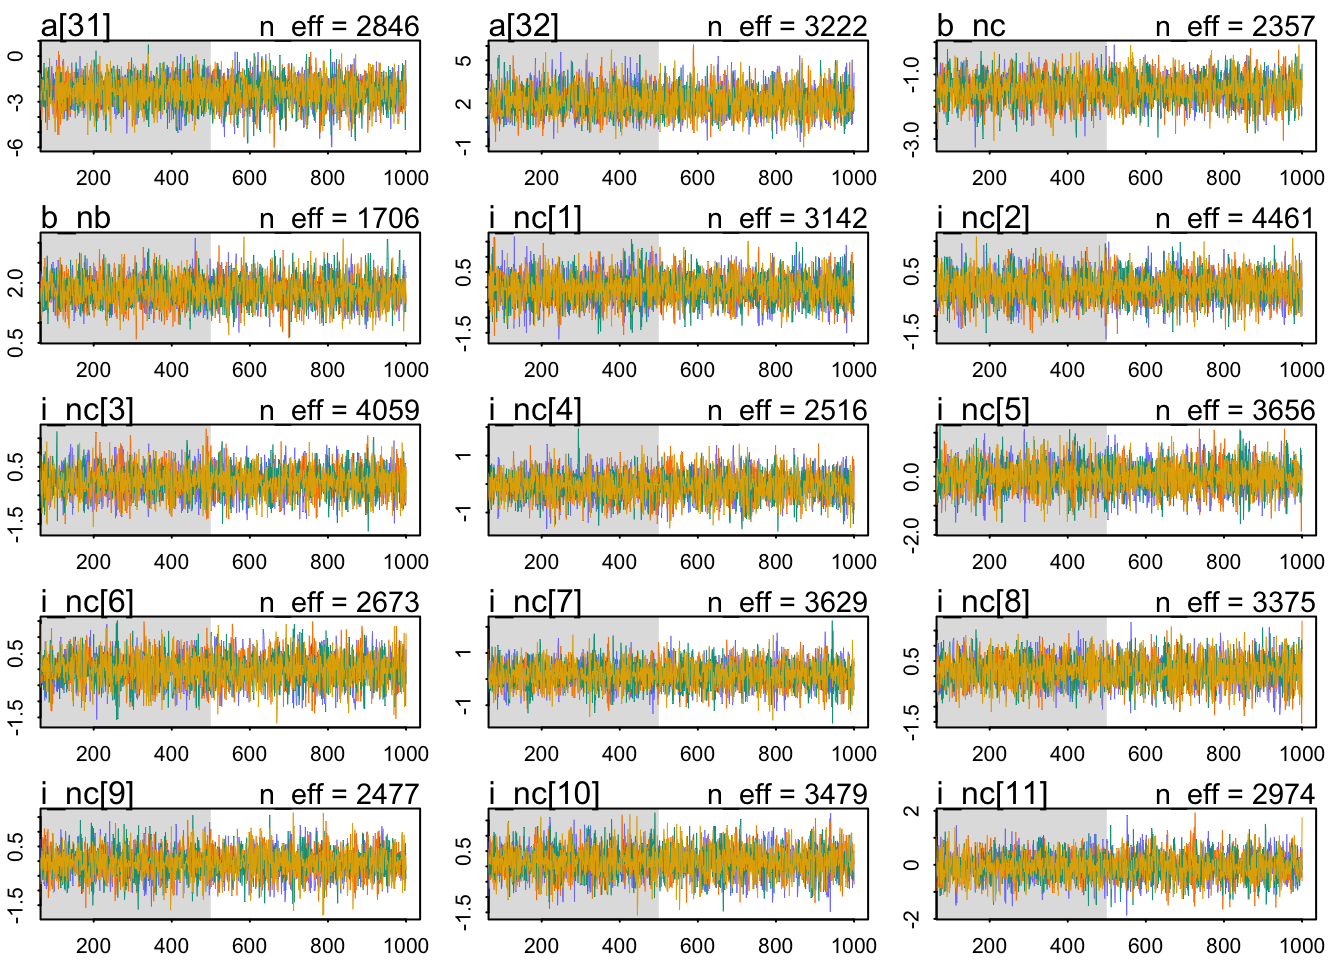 a[31] n_eff = 2846 a[32] n_eff = 3222 b_nc n_eff = 2357
0 -3 -6 5 2 -1 -1.0 -3.0
200 400 600 800 1000 200 400 600 800 1000 200 400 600 800 1000
b_nb n_eff = 1706 i_nc[1] n_eff = 3142 i_nc[2] n_eff = 4461
2.0 0.5 0.5 -1.5 0.5 -1.5
200 400 600 800 1000 200 400 600 800 1000 200 400 600 800 1000
i_nc[3] n_eff = 4059 i_nc[4] n_eff = 2516 i_nc[5] n_eff = 3656
0.5 -1.5 1 -1 0.0 -2.0
200 400 600 800 1000 200 400 600 800 1000 200 400 600 800 1000
i_nc[6] n_eff = 2673 i_nc[7] n_eff = 3629 i_nc[8] n_eff = 3375
0.5 -1.5 1 -1 0.5 -1.5
200 400 600 800 1000 200 400 600 800 1000 200 400 600 800 1000
i_nc[9] n_eff = 2477 i_nc[10] n_eff = 3479 i_nc[11] n_eff = 2974
0.5 -1.5 0.5 -1.5 2 0 -2
200 400 600 800 1000 200 400 600 800 1000 200 400 600 800 1000